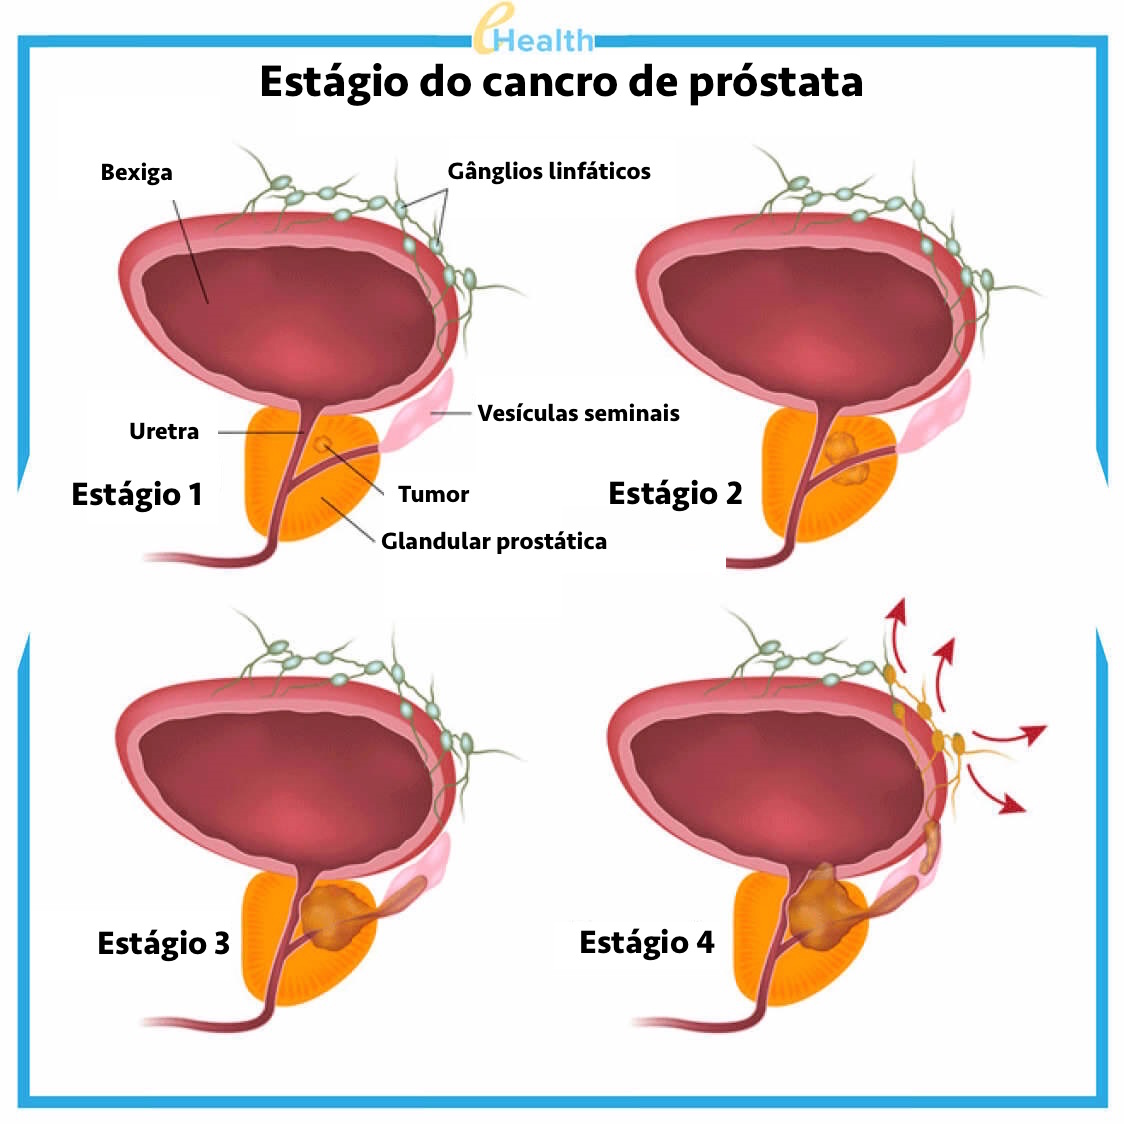 eHealth
Estágio do cancro de próstata
Bexiga
Gânglios linfáticos
Uretra
Vesículas seminais
Estágio 1
Tumor
Glandular prostática
Estágio 2
Estágio 3
Estágio 4